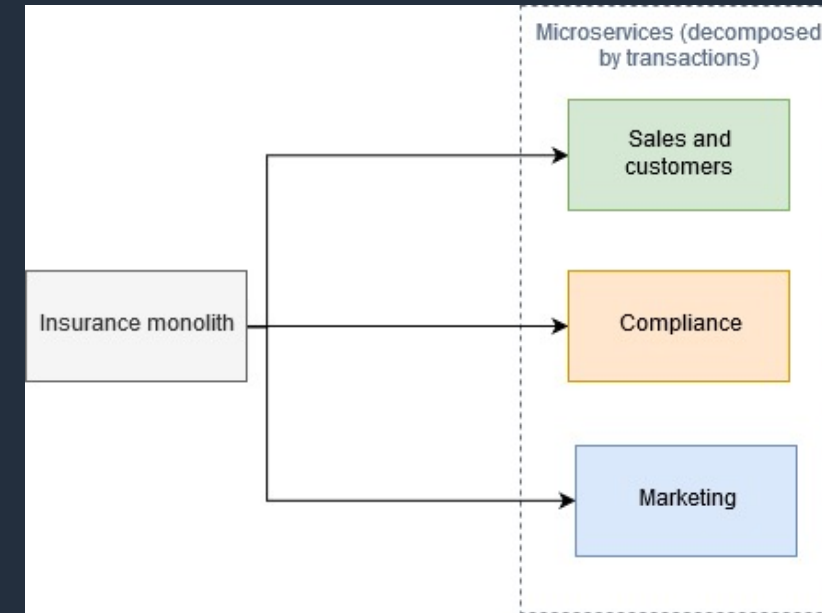 Microservices (decomposed
by transactions)
Sales and
customers
Insurance monolith
Compliance
Marketing